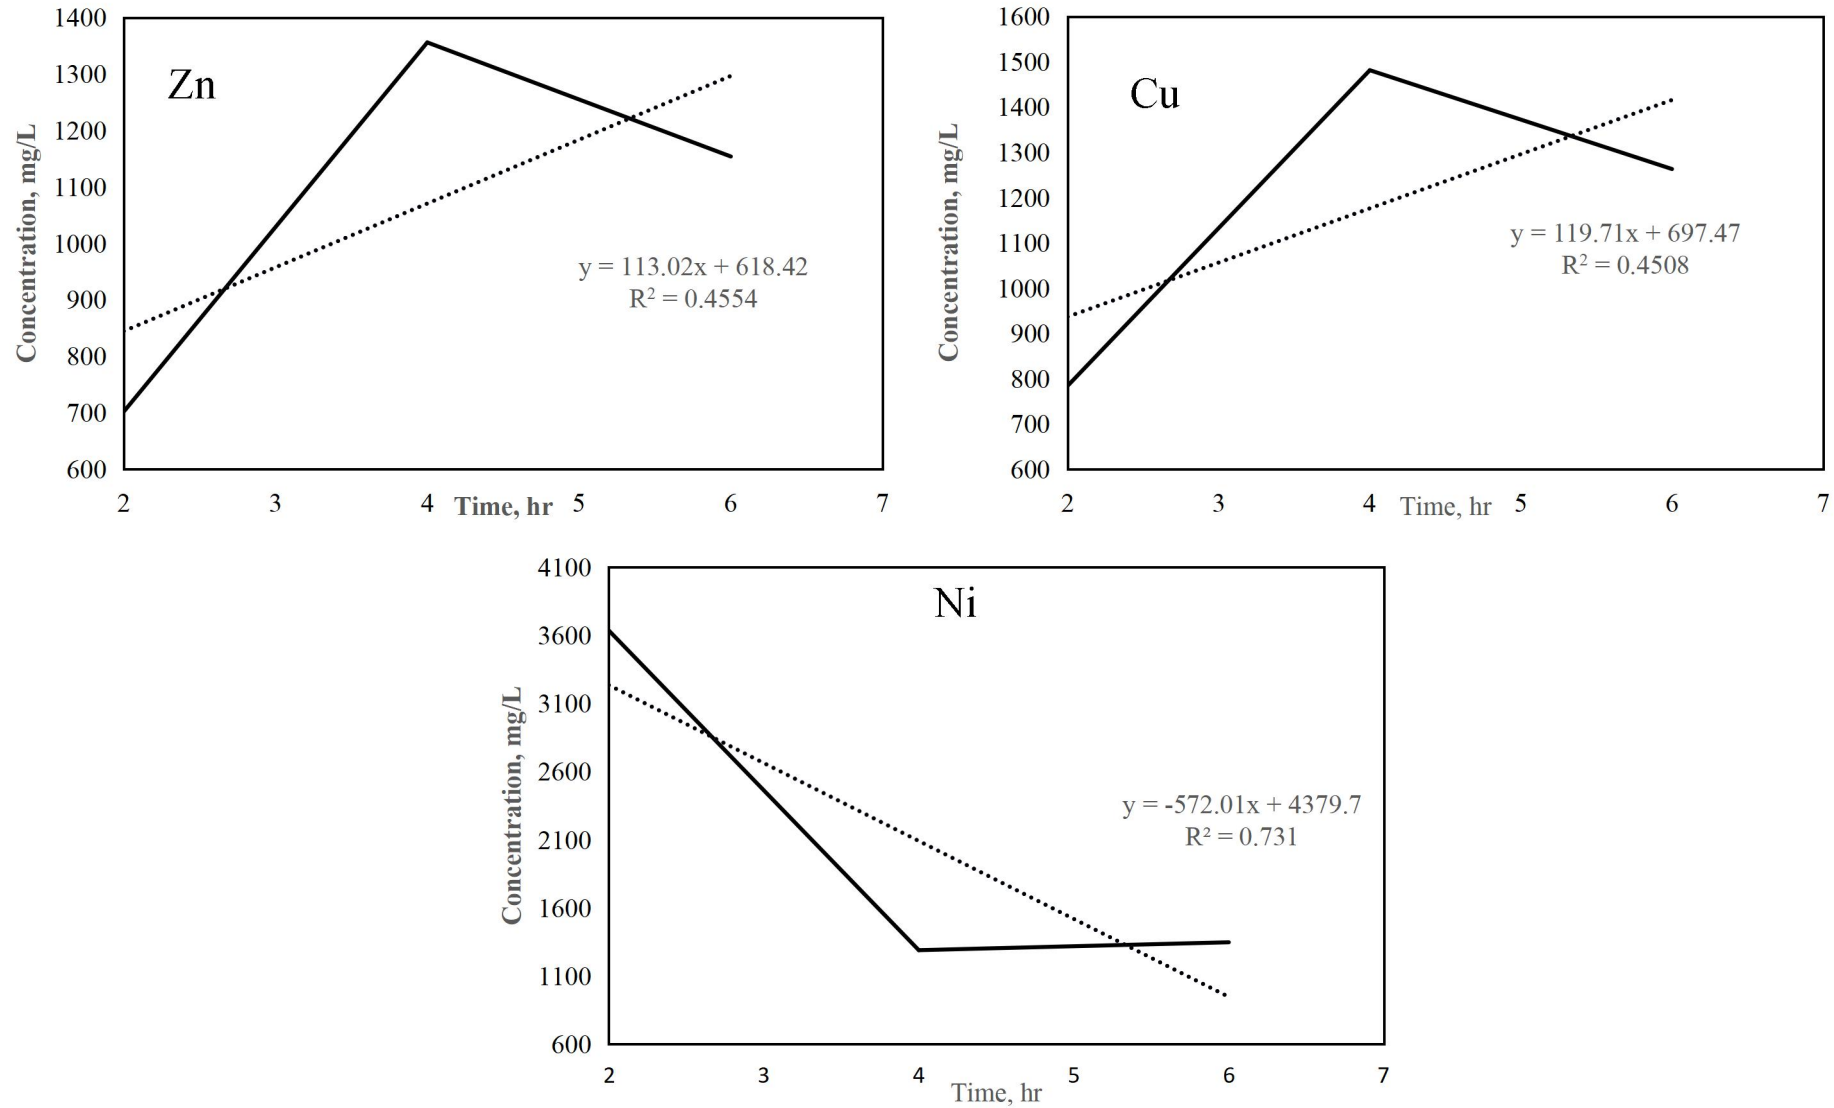 Zn
Concentration, mg/L
1400
1300
1200
1100
1000
900
800
700
600
y = 113.02x + 618.42
R² = 0.4554
2 3 4 5 6 7
Time, hr
Cu
Concentration, mg/L
1600
1500
1400
1300
1200
1100
1000
900
800
700
600
y = 119.71x + 697.47
R² = 0.4508
2 3 4 5 6 7
Time, hr
Ni
Concentration, mg/L
4100
3600
3100
2600
2100
1600
1100
600
y = -572.01x + 4379.7
R² = 0.731
2 3 4 5 6 7
Time, hr